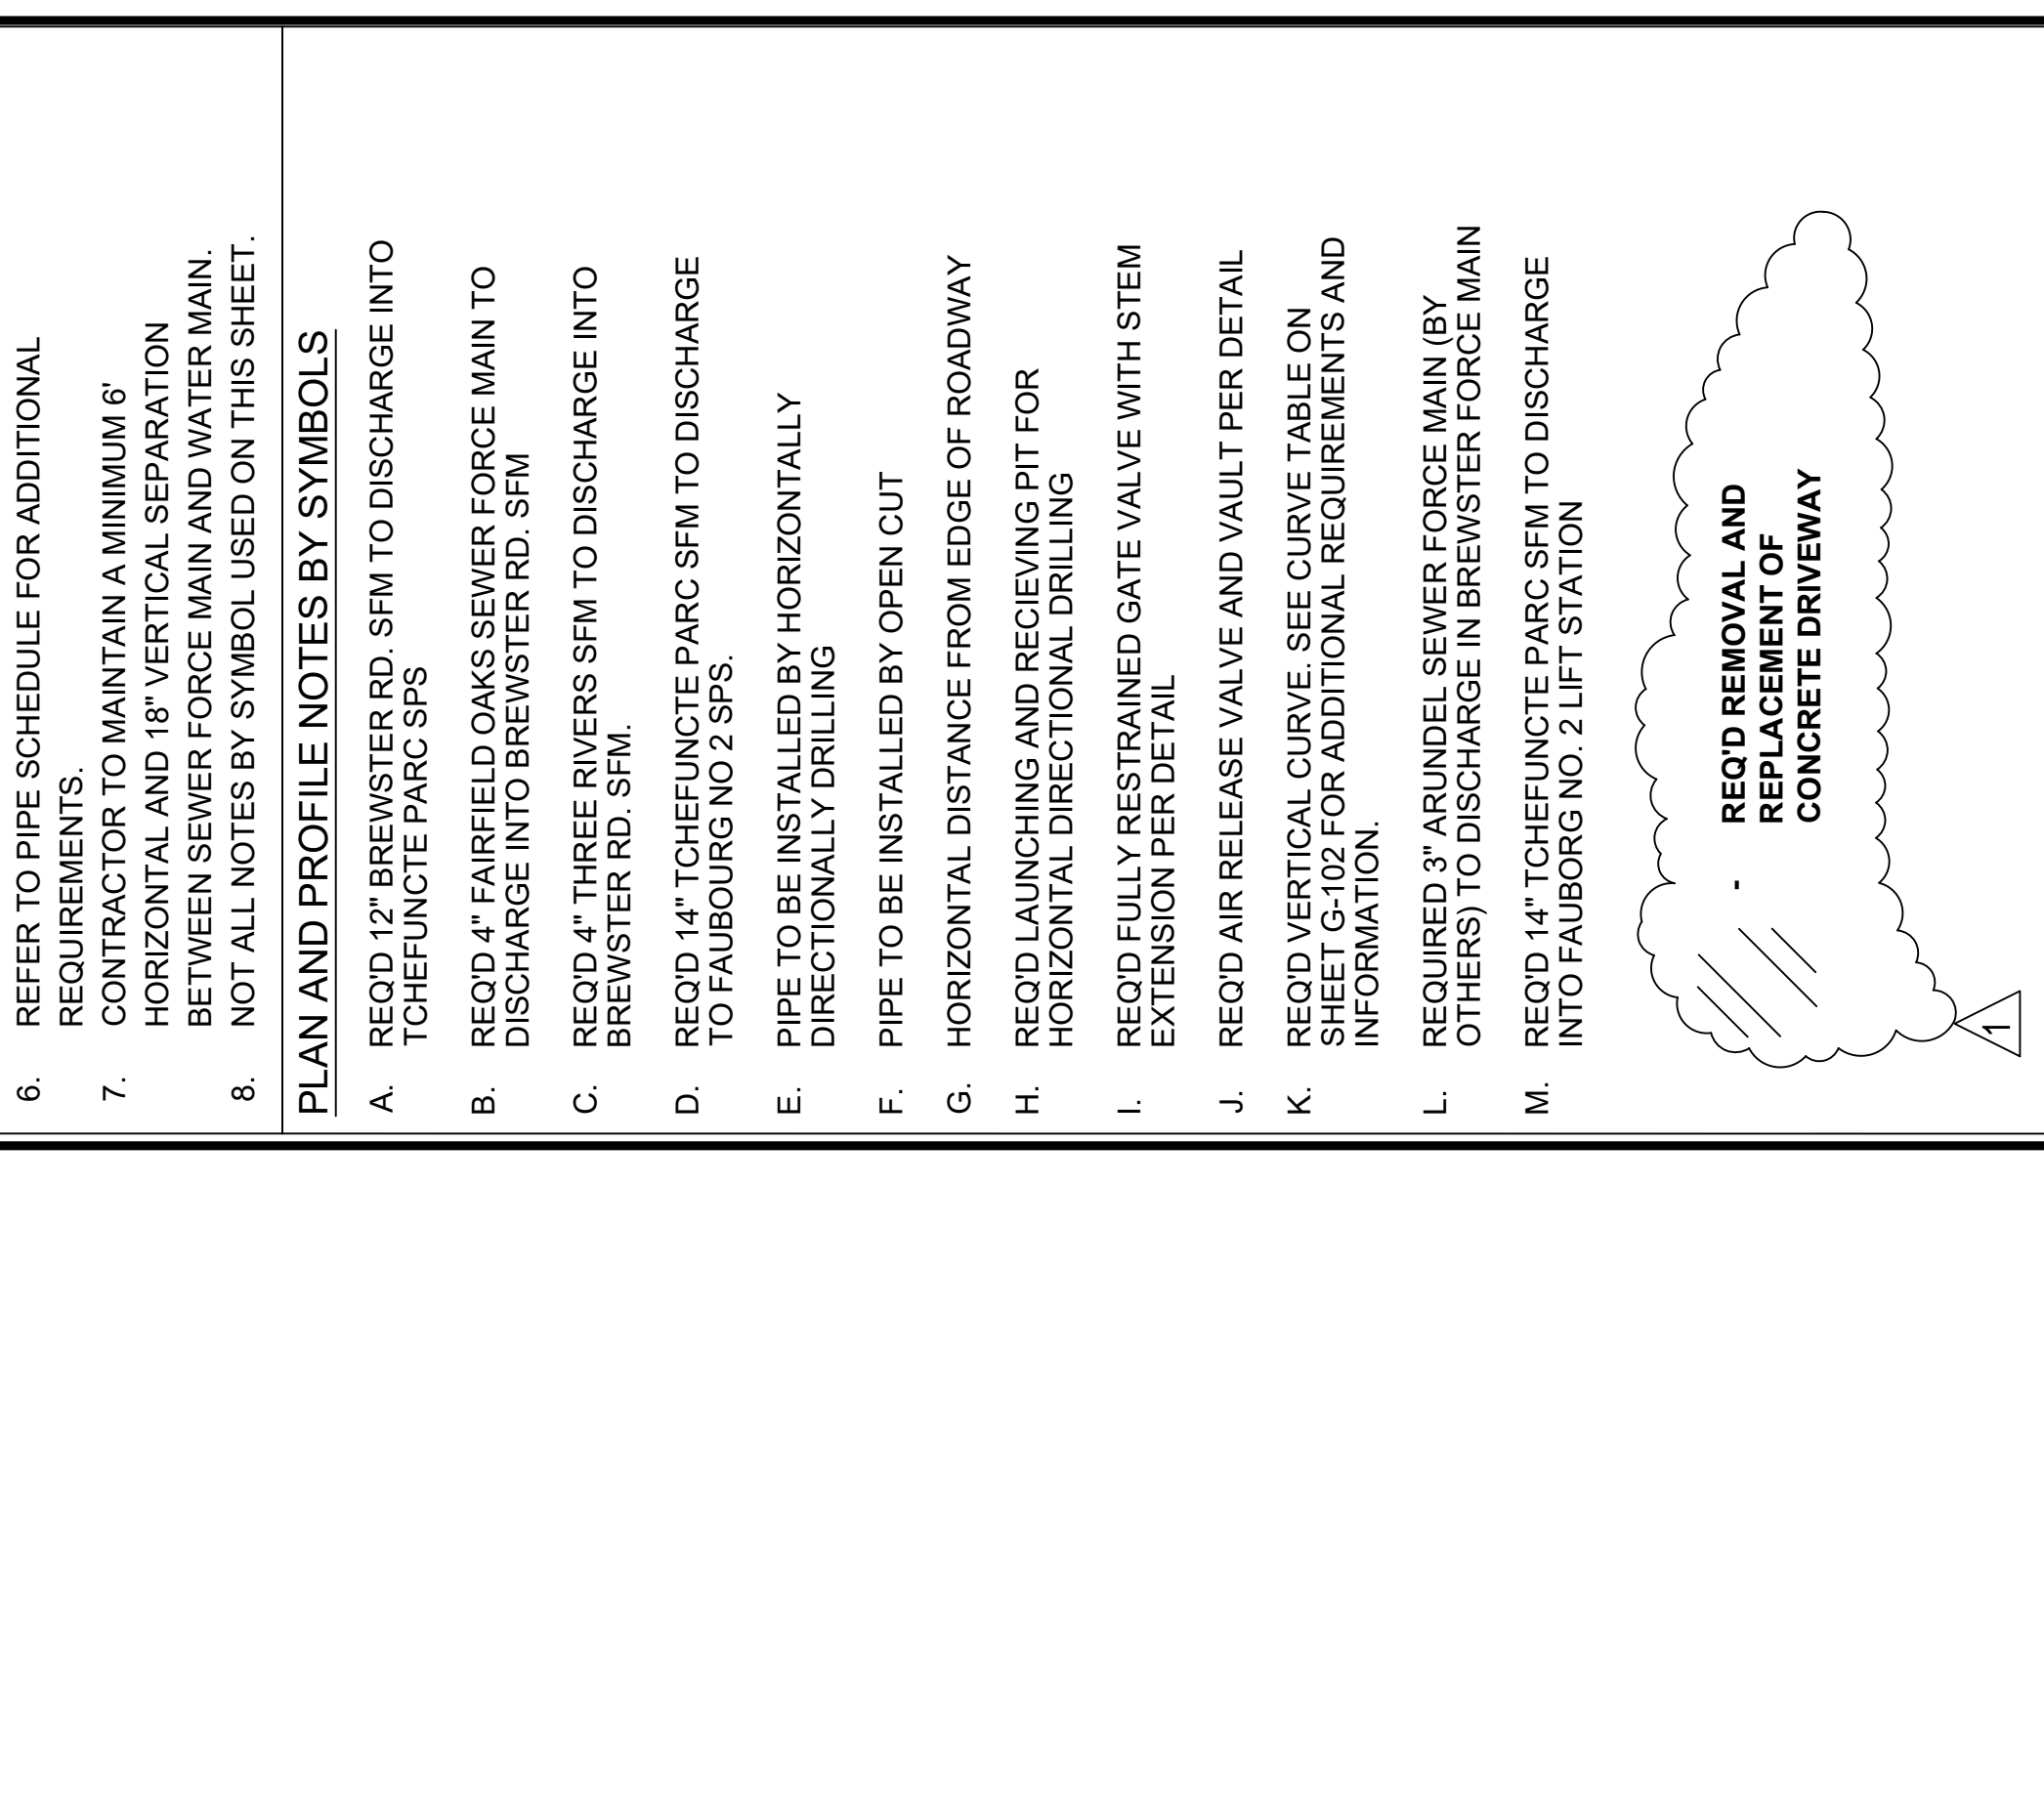 6. REFER TO PIPE SCHEDULE FOR ADDITIONAL
REQUIREMENTS.
7. CONTRACTOR TO MAINTAIN A MINIMUM 6'
HORIZONTAL AND 18" VERTICAL SEPARATION
BETWEEN SEWER FORCE MAIN AND WATER MAIN.
8. NOT ALL NOTES BY SYMBOL USED ON THIS SHEET.
PLAN AND PROFILE NOTES BY SYMBOLS
A. REQ'D 12" BREWSTER RD. SFM TO DISCHARGE INTO
TCHEFUNCTE PARC SPS
B. REQ'D 4" FAIRFIELD OAKS SEWER FORCE MAIN TO
DISCHARGE INTO BREWSTER RD. SFM
C. REQ'D 4" THREE RIVERS SFM TO DISCHARGE INTO
BREWSTER RD. SFM.
D. REQ'D 14" TCHEFUNCTE PARC SFM TO DISCHARGE
TO FAUBOURG NO 2 SPS.
E. PIPE TO BE INSTALLED BY HORIZONTALLY
DIRECTIONALLY DRILLING
F. PIPE TO BE INSTALLED BY OPEN CUT
G. HORIZONTAL DISTANCE FROM EDGE OF ROADWAY
H. REQ'D LAUNCHING AND RECIEVING PIT FOR
HORIZONTAL DIRECTIONAL DRILLING
I. REQ'D FULLY RESTRAINED GATE VALVE WITH STEM
EXTENSION PER DETAIL
J. REQ'D AIR RELEASE VALVE AND VAULT PER DETAIL
K. REQ'D VERTICAL CURVE. SEE CURVE TABLE ON
SHEET G-102 FOR ADDITIONAL REQUIREMENTS AND
INFORMATION.
L. REQUIRED 3" ARUNDEL SEWER FORCE MAIN (BY
OTHERS) TO DISCHARGE IN BREWSTER FORCE MAIN
M. REQ'D 14" TCHEFUNCTE PARC SFM TO DISCHARGE
INTO FAUBORG NO. 2 LIFT STATION
- REQ'D REMOVAL AND
REPLACEMENT OF
CONCRETE DRIVEWAY
1